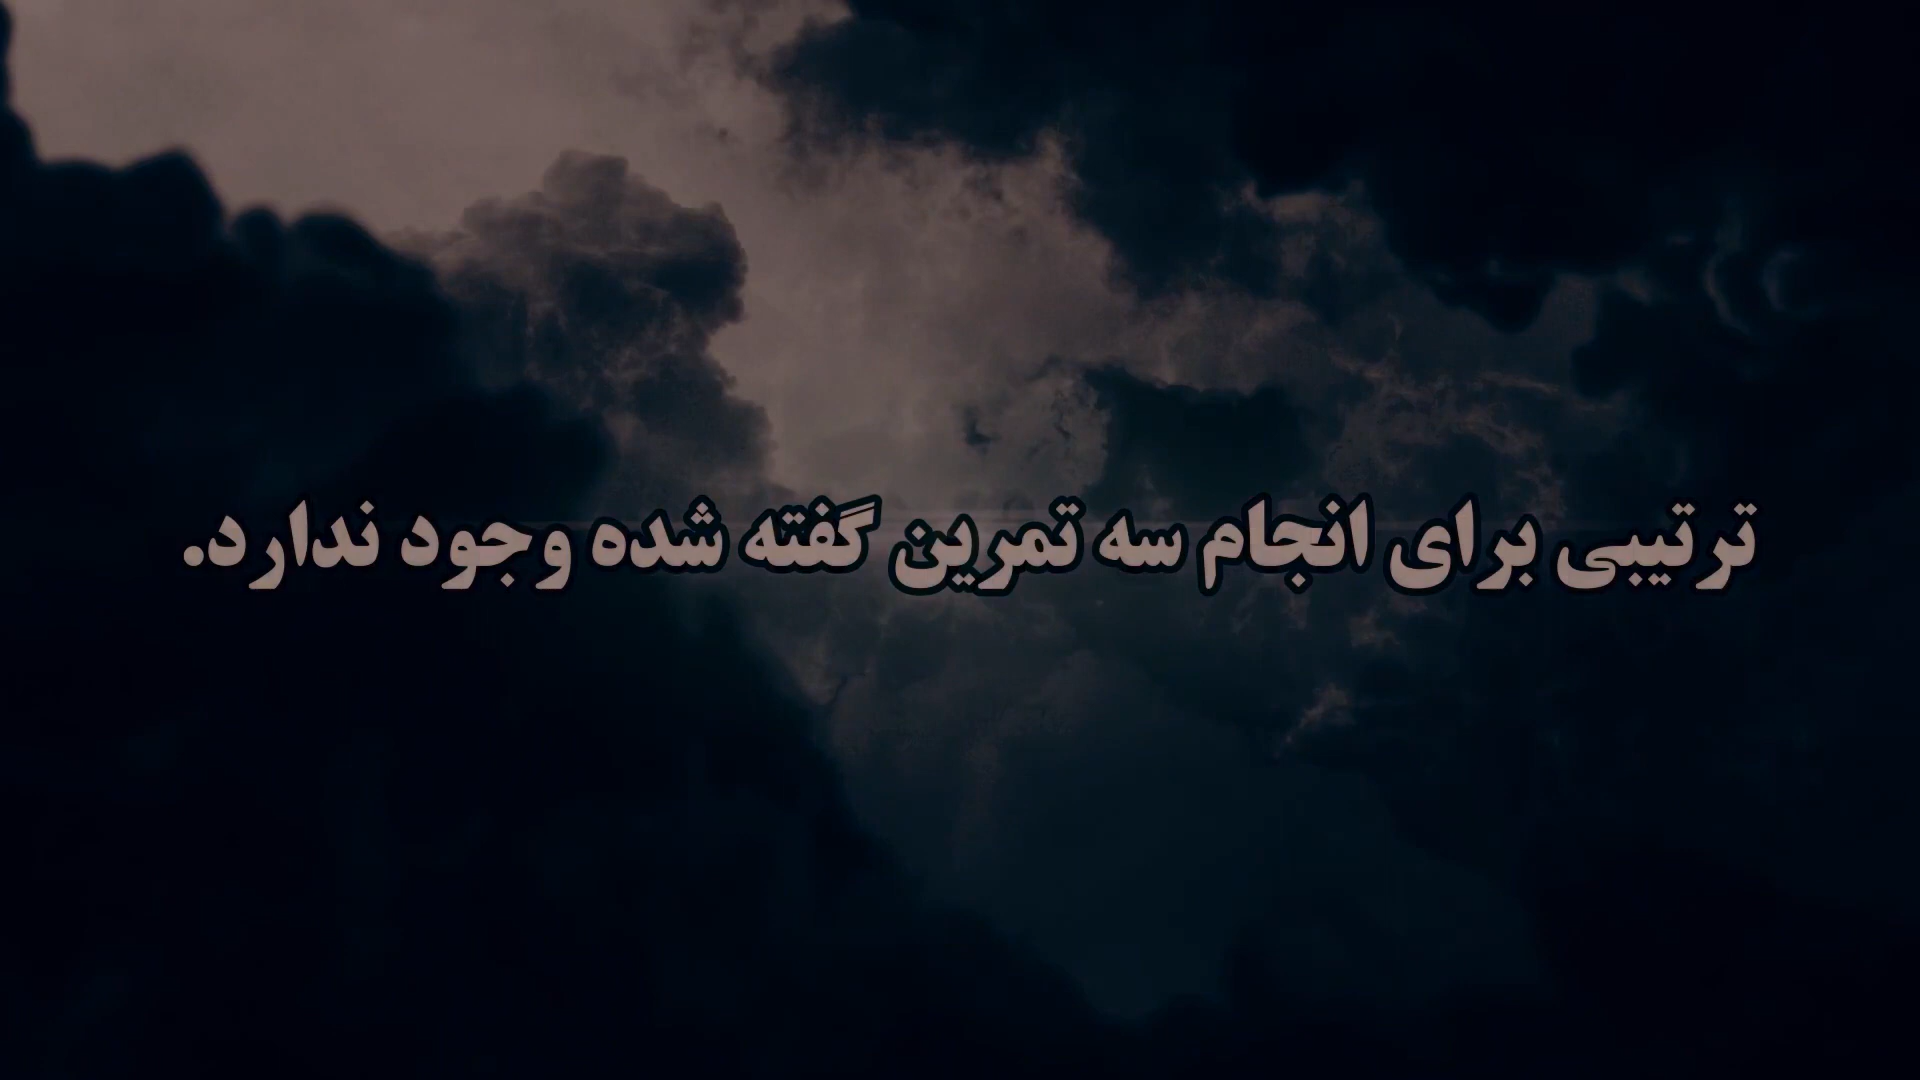 ترتیبی برای انجام سه تمرین گفته شده وجود ندارد.